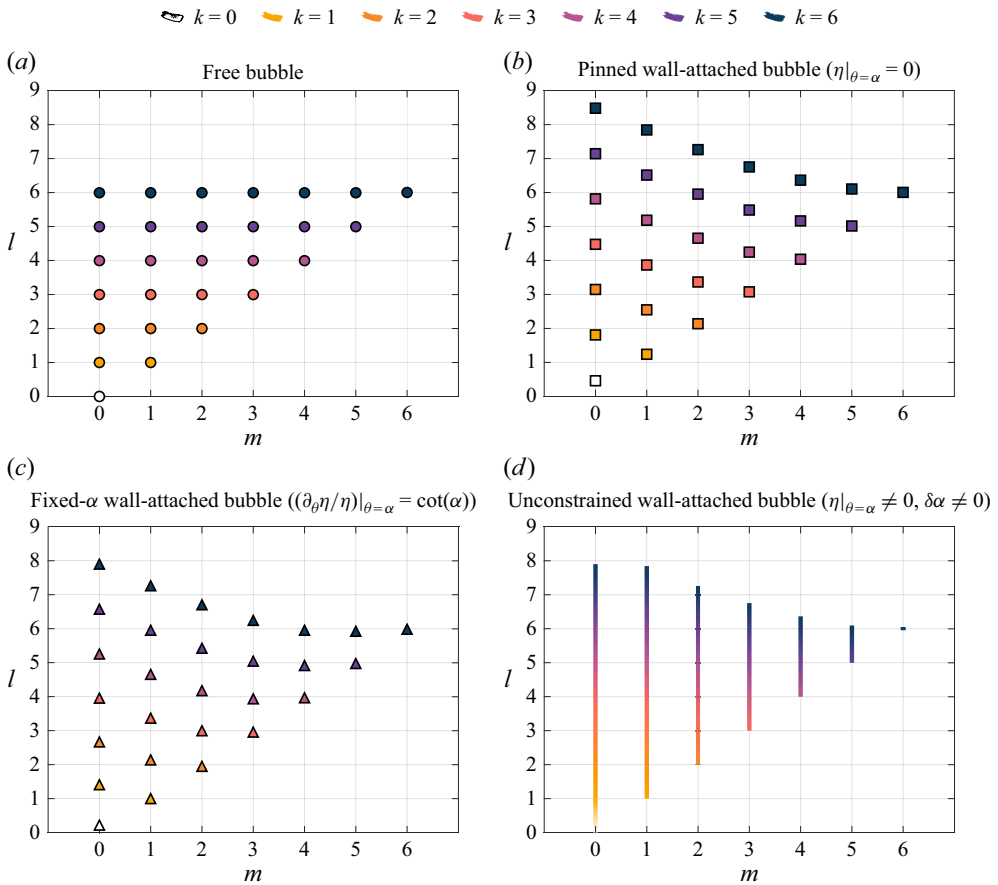 k = 0 k = 1 k = 2 k = 3 k = 4 k = 5 k = 6
(a) Free bubble
9
8
7
6
5
l
4
3
2
1
0
0 1 2 3 4 5 6
m
(b) Pinned wall-attached bubble (η|θ=α = 0)
9
8
7
6
5
l
4
3
2
1
0
0 1 2 3 4 5 6
m
(c)
Fixed-α wall-attached bubble ((∂θη/η)|θ=α = cot(α))
9
8
7
6
5
l
4
3
2
1
0
0 1 2 3 4 5 6
m
(d)
Unconstrained wall-attached bubble (η|θ=α ≠ 0, δα ≠ 0)
9
8
7
6
5
l
4
3
2
1
0
0 1 2 3 4 5 6
m